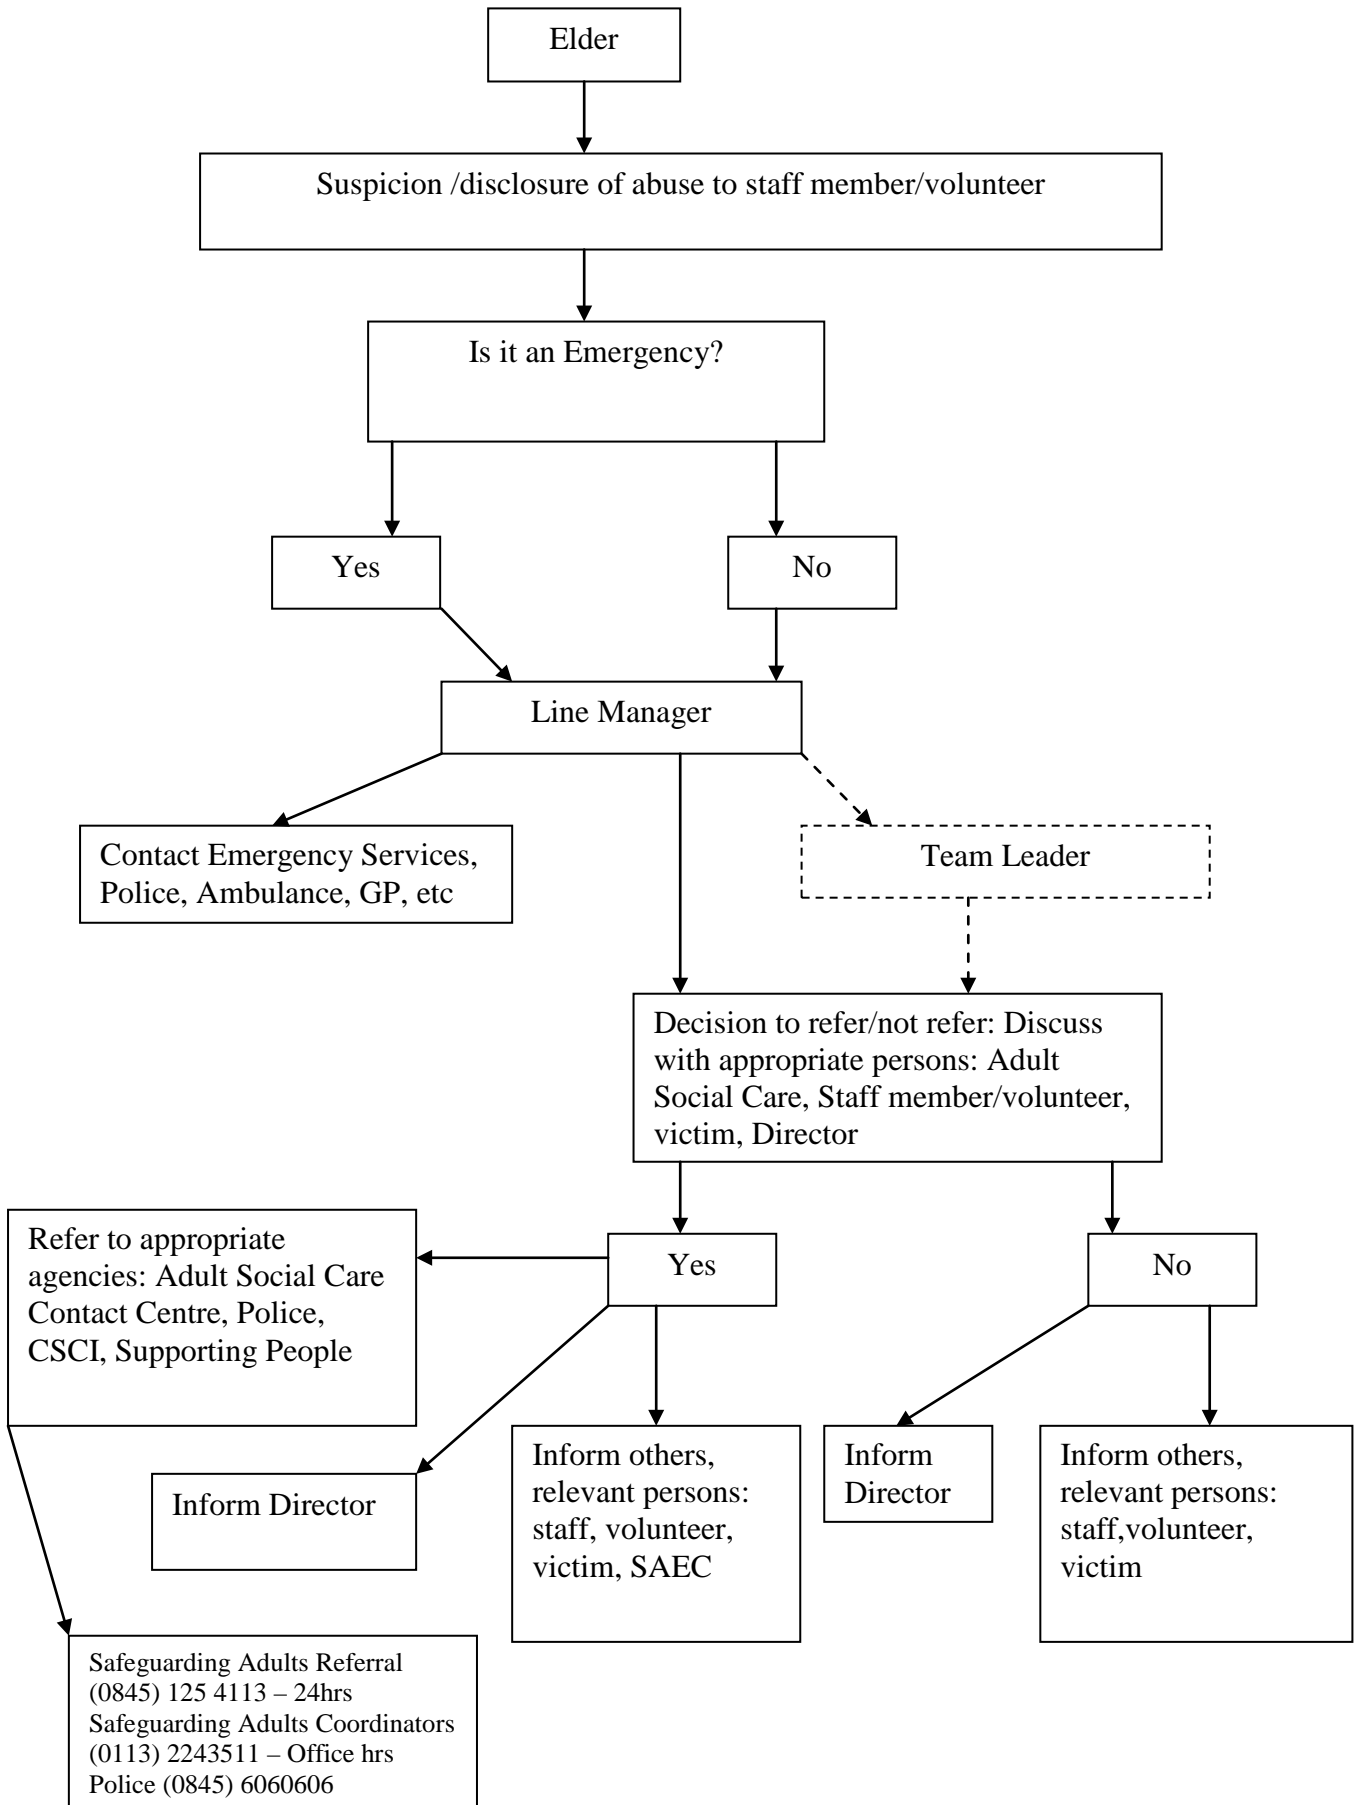 Elder
Suspicion /disclosure of abuse to staff member/volunteer
Is it an Emergency?
Yes
No
Line Manager
Contact Emergency Services,
Police, Ambulance, GP, etc
Team Leader
Decision to refer/not refer: Discuss
with appropriate persons: Adult
Social Care, Staff member/volunteer,
victim, Director
Refer to appropriate
agencies: Adult Social Care
Contact Centre, Police,
CSCI, Supporting People
Yes
No
Inform Director
Inform others,
relevant persons:
staff, volunteer,
victim, SAEC
Inform
Director
Inform others,
relevant persons:
staff,volunteer,
victim
Safeguarding Adults Referral
(0845) 125 4113 – 24hrs
Safeguarding Adults Coordinators
(0113) 2243511 – Office hrs
Police (0845) 6060606